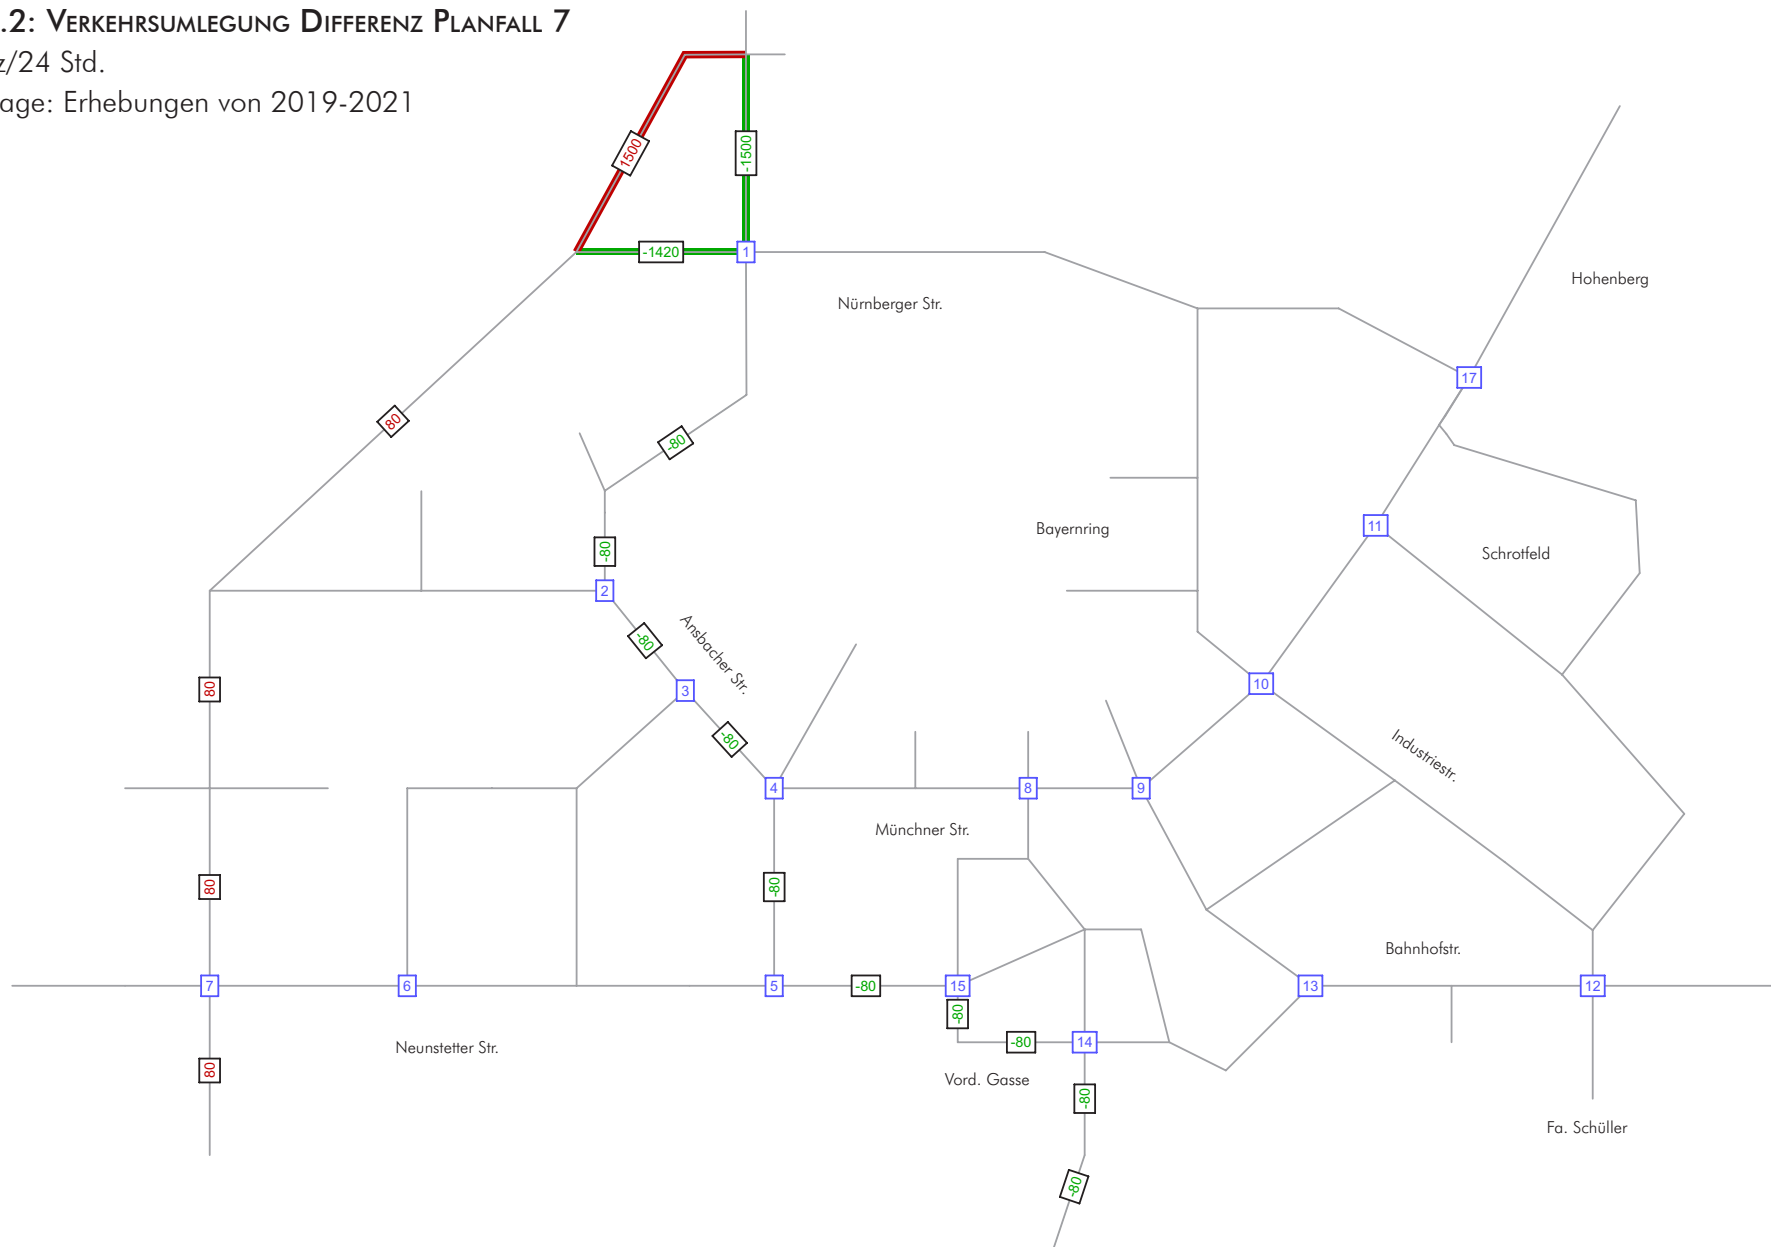 .2: Verkehrsumlegung Differenz Planfall 7
z/24 Std.
age: Erhebungen von 2019-2021
1500
-1500
-1420
1
Hohenberg
Nürnberger Str.
17
80
-80
11
Bayernring
-80
Schrotfeld
2
-80
Ansbacher Str.
10
80
3
-80
Industriestr.
4
8
9
Münchner Str.
80
-80
Bahnhofstr.
7
6
5
-80
15
13
12
-80
Neunstetter Str.
-80
14
80
Vord. Gasse
-80
Fa. Schüller
-80